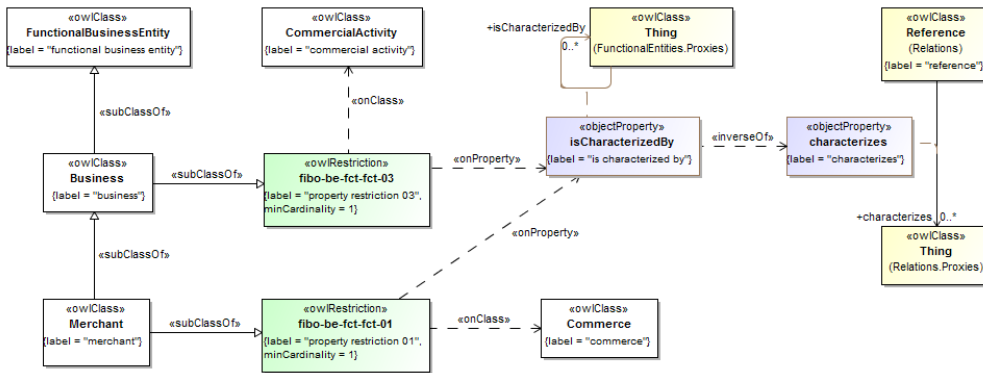 «owlClass»
FunctionalBusinessEntity
{label = "functional business entity"}
«owlClass»
CommercialActivity
{label = "commercial activity"}
+isCharacterizedBy
0..*
«owlClass»
Thing
(FunctionalEntities.Proxies)
«owlClass»
Reference
(Relations)
{label ="reference"}
«subClassOf»
«onClass»
«owlClass»
Business
{label = "business"}
«subClassOf»
«owlRestriction»
fibo-be-fct-fct-03
{label = "property restriction 03",
minCardinality = 1}
«onProperty»
«objectProperty»
isCharacterizedBy
{label = "is characterized by"}
«inverseOf»
«objectProperty»
characterizes
{label = "characterizes"}
«subClassOf»
«onProperty»
+characterizes
0..*
«owlClass»
Thing
(Relations.Proxies)
«owlClass»
Merchant
{label = "merchant"}
«subClassOf»
«owlRestriction»
fibo-be-fct-fct-01
{label = "property restriction 01",
minCardinality = 1}
«onClass»
«owlClass»
Commerce
{label = "commerce"}